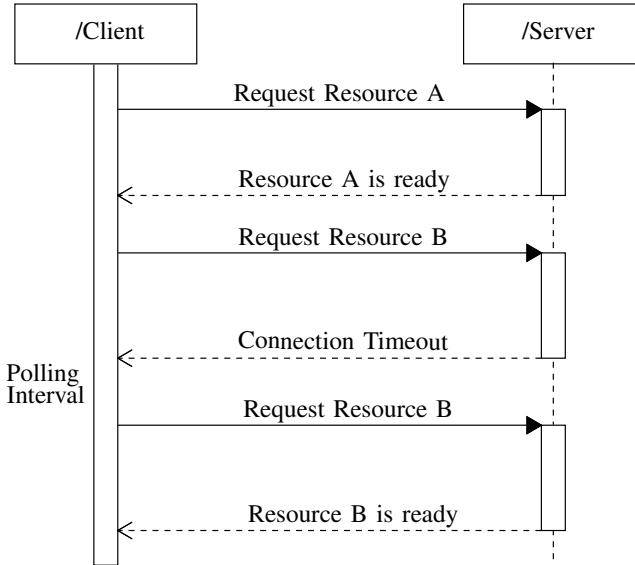 /Client
/Server
Request Resource A
Resource A is ready
Request Resource B
Connection Timeout
Polling
Interval
Request Resource B
Resource B is ready